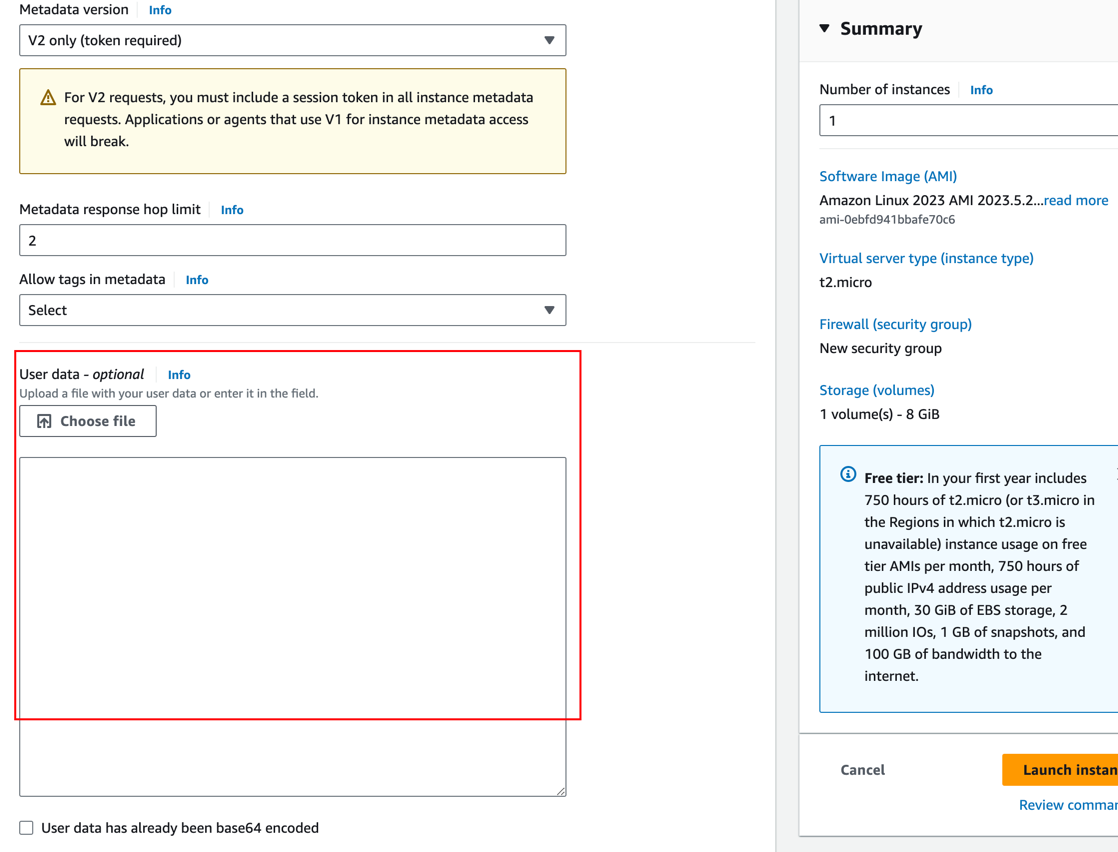 Metadata version Info
V2 only (token required)
For V2 requests, you must include a session token in all instance metadata
requests. Applications or agents that use V1 for instance metadata access
will break.
Metadata response hop limit Info
2
Allow tags in metadata Info
Select
User data - optional Info
Upload a file with your user data or enter it in the field.
Choose file
User data has already been base64 encoded
Summary
Number of instances Info
1
Software Image (AMI)
Amazon Linux 2023 AMI 2023.5.2...read more
ami-0ebfd941bbafe70c6
Virtual server type (instance type)
t2.micro
Firewall (security group)
New security group
Storage (volumes)
1 volume(s) - 8 GiB
Free tier: In your first year includes
750 hours of t2.micro (or t3.micro in
the Regions in which t2.micro is
unavailable) instance usage on free
tier AMIs per month, 750 hours of
public IPv4 address usage per
month, 30 GiB of EBS storage, 2
million IOs, 1 GB of snapshots, and
100 GB of bandwidth to the
internet.
Cancel
Launch instan
Review comman